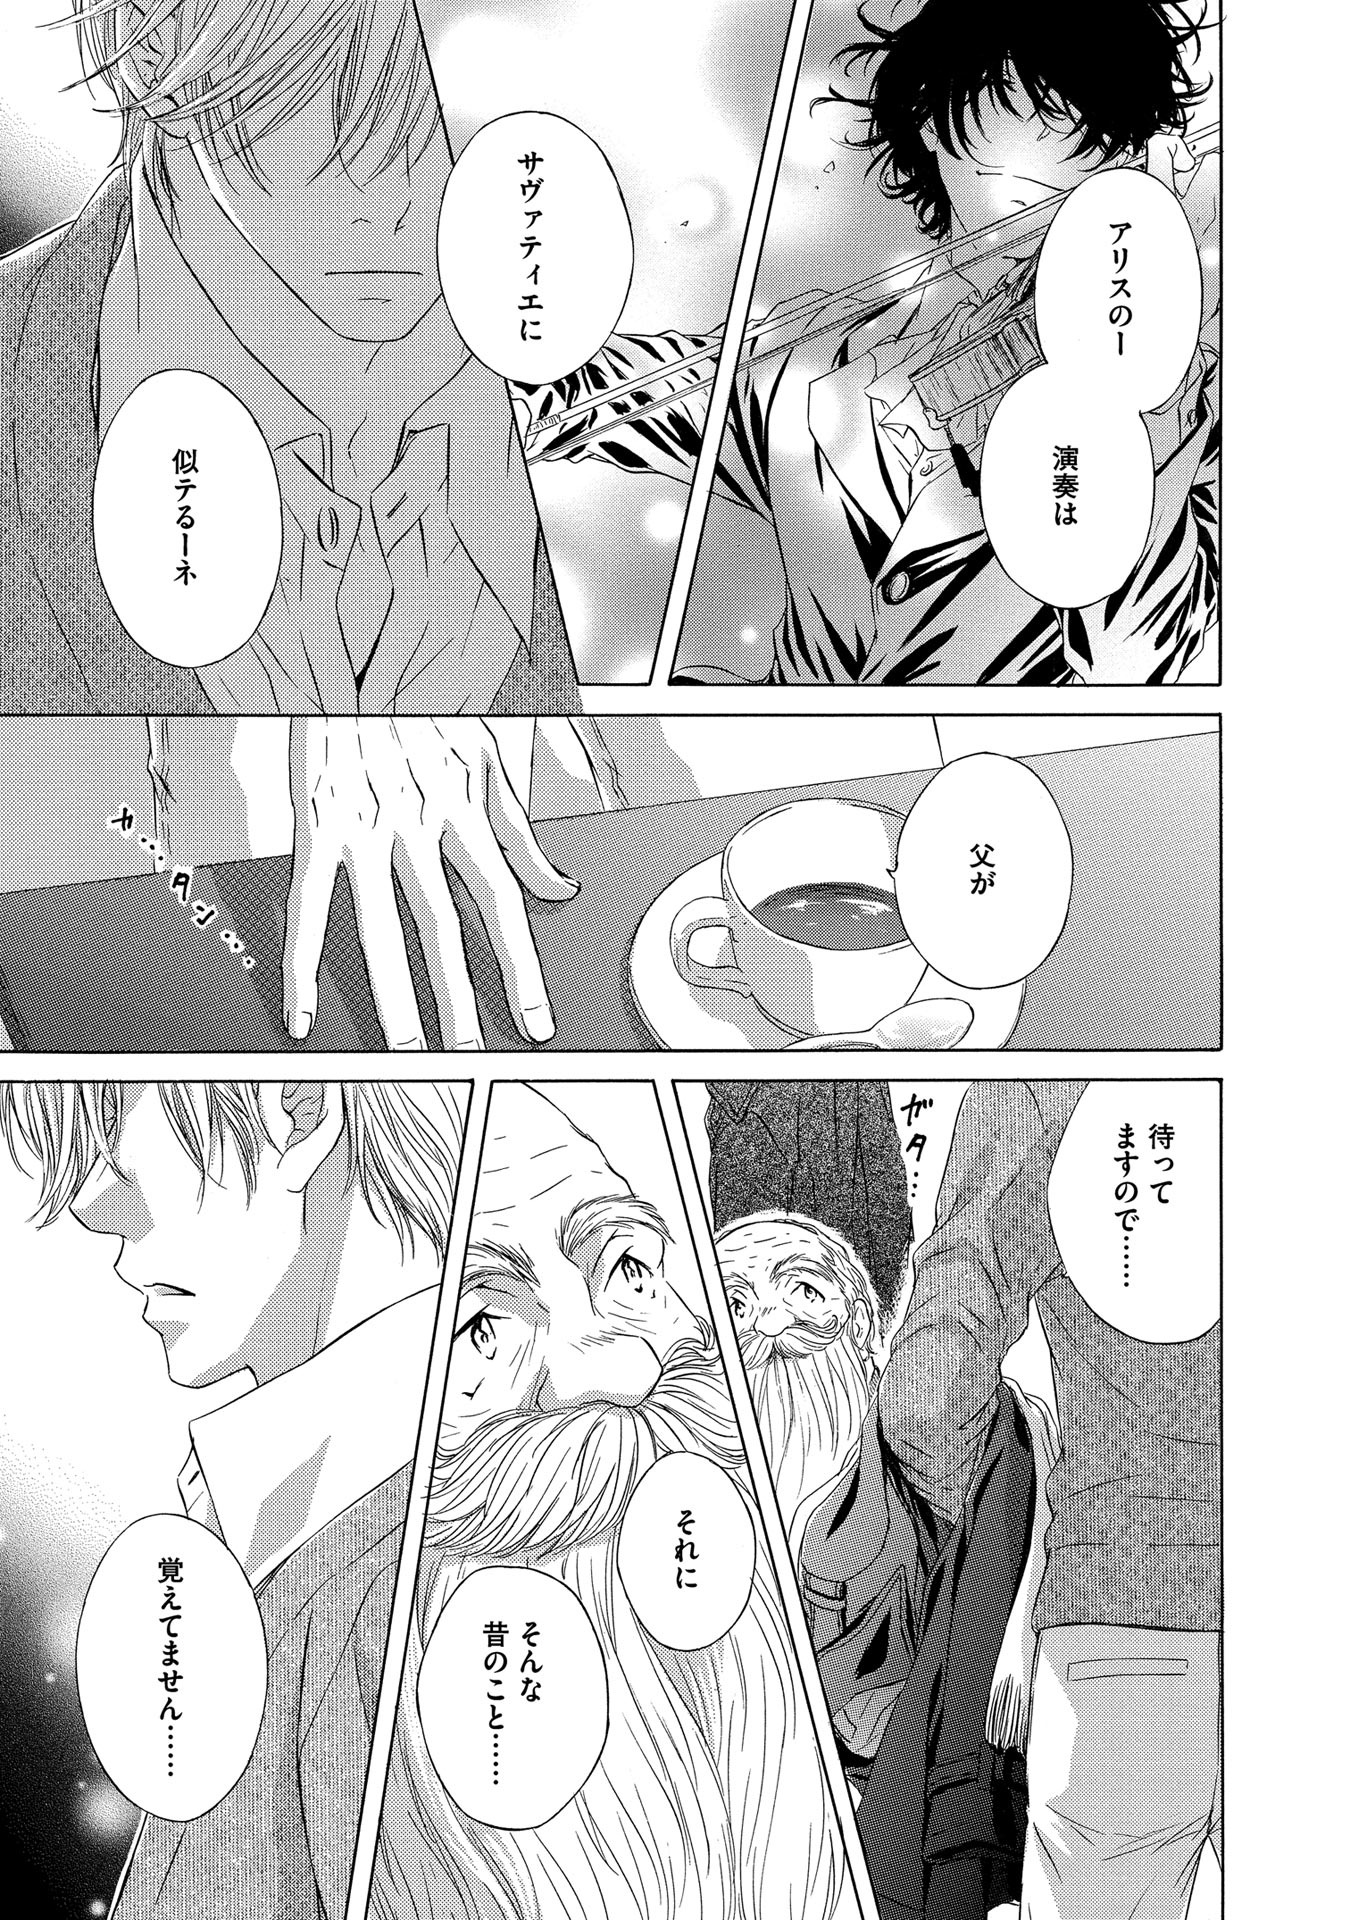 アリスのー
演奏は
サヴァティエに
似テるーネ
父が
カ…タン…
待って
ますので……
ガタ…
それに
そんな
昔のこと……
覚えてません……